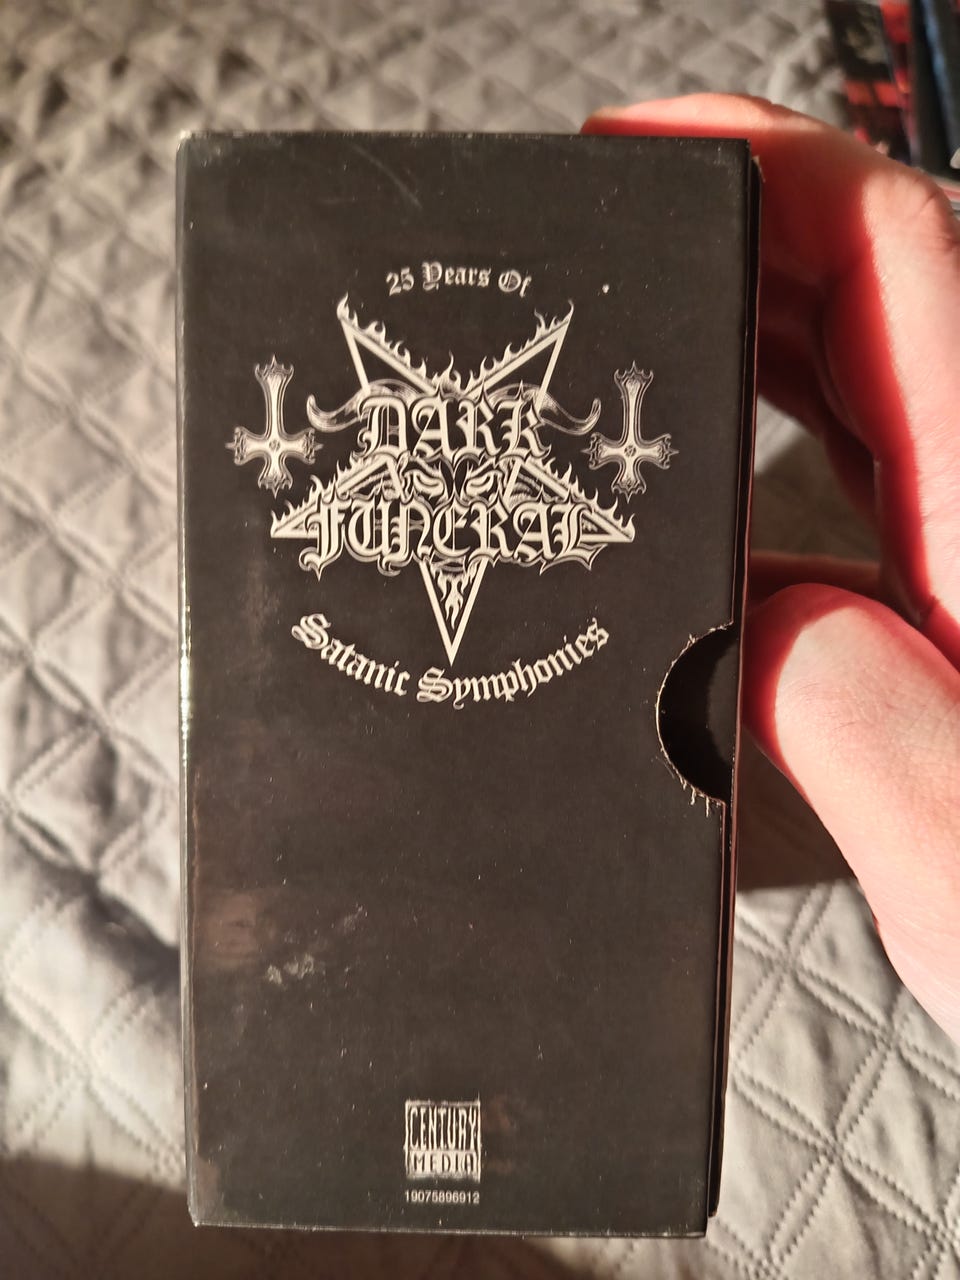 25 Years Of
DARK
FUNERAL
Satanic Symphonies
CENTURY
MEDIA
19075896912